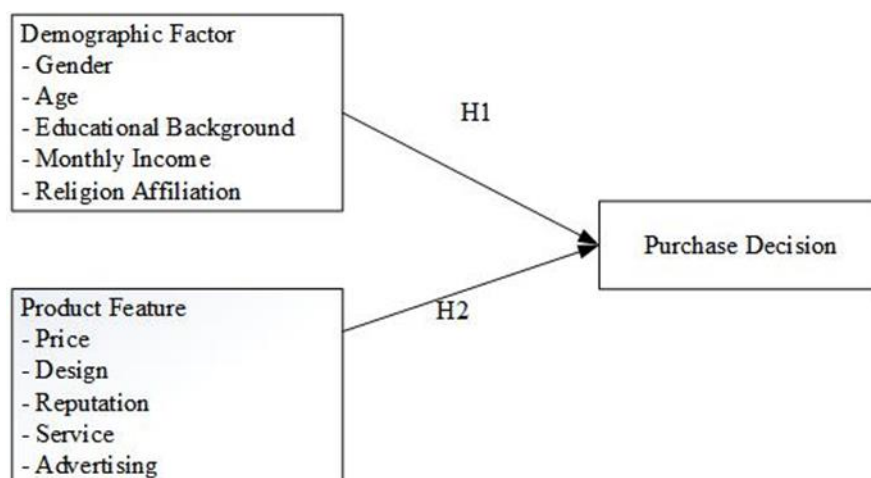 Demographic Factor
- Gender
- Age
- Educational Background
- Monthly Income
- Religion Affiliation
H1
Purchase Decision
H2
Product Feature
- Price
- Design
- Reputation
- Service
- Advertising